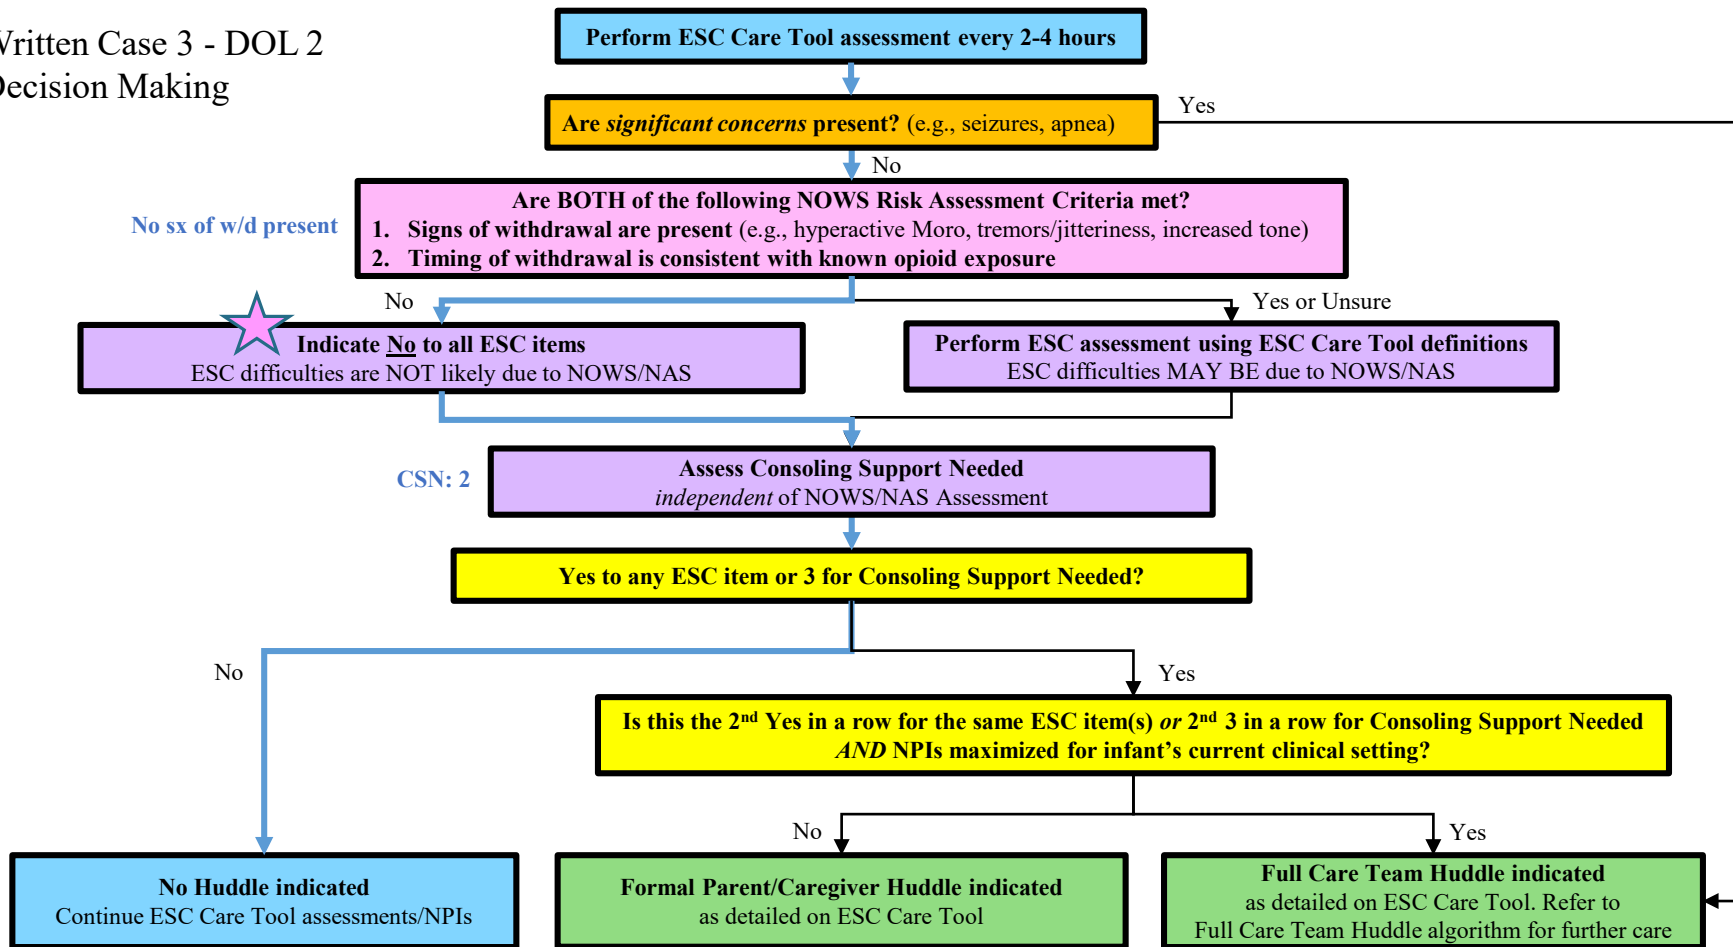 Written Case 3 - DOL 2
Decision Making
Perform ESC Care Tool assessment every 2-4 hours
Are significant concerns present? (e.g., seizures, apnea)
Yes
No
No sx of w/d present
Are BOTH of the following NOWS Risk Assessment Criteria met?
1. Signs of withdrawal are present (e.g., hyperactive Moro, tremors/jitteriness, increased tone)
2. Timing of withdrawal is consistent with known opioid exposure
No
Yes or Unsure
Indicate No to all ESC items
ESC difficulties are NOT likely due to NOWS/NAS
Perform ESC assessment using ESC Care Tool definitions
ESC difficulties MAY BE due to NOWS/NAS
CSN: 2
Assess Consoling Support Needed
independent of NOWS/NAS Assessment
Yes to any ESC item or 3 for Consoling Support Needed?
No
Yes
Is this the 2nd Yes in a row for the same ESC item(s) or 2nd 3 in a row for Consoling Support Needed
AND NPIs maximized for infant's current clinical setting?
No
Yes
No Huddle indicated
Continue ESC Care Tool assessments/NPIs
Formal Parent/Caregiver Huddle indicated
as detailed on ESC Care Tool
Full Care Team Huddle indicated
as detailed on ESC Care Tool. Refer to
Full Care Team Huddle algorithm for further care